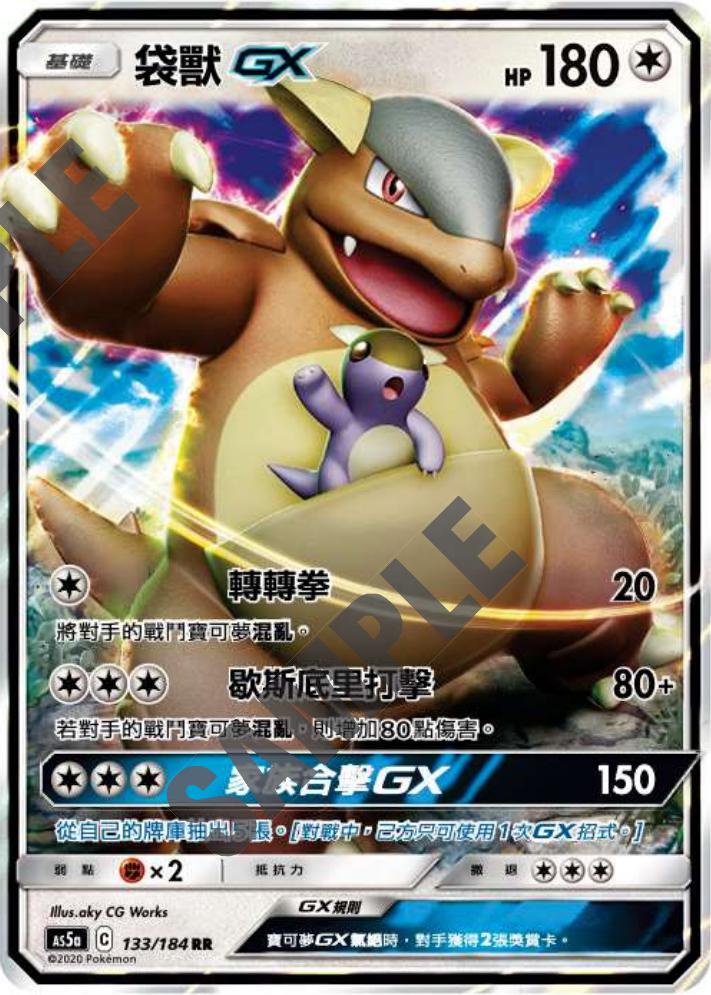 基礎 袋獸 GX HP 180
轉轉拳 20
將對手的戰鬥寶可夢混亂。
歇斯底里打擊 80+
若對手的戰鬥寶可夢混亂,則增加80點傷害。
家族合擊GX 150
從自己的牌庫抽出5張。[對戰中,己方只可使用1次GX招式。]
弱點 ×2 抵抗力 撤退
Illus.aky CG Works
GX規則
AS5a C 133/184 RR
寶可夢GX氣絕時,對手獲得2張獎賞卡。
©2020 Pokémon
SAMPLE
PLE